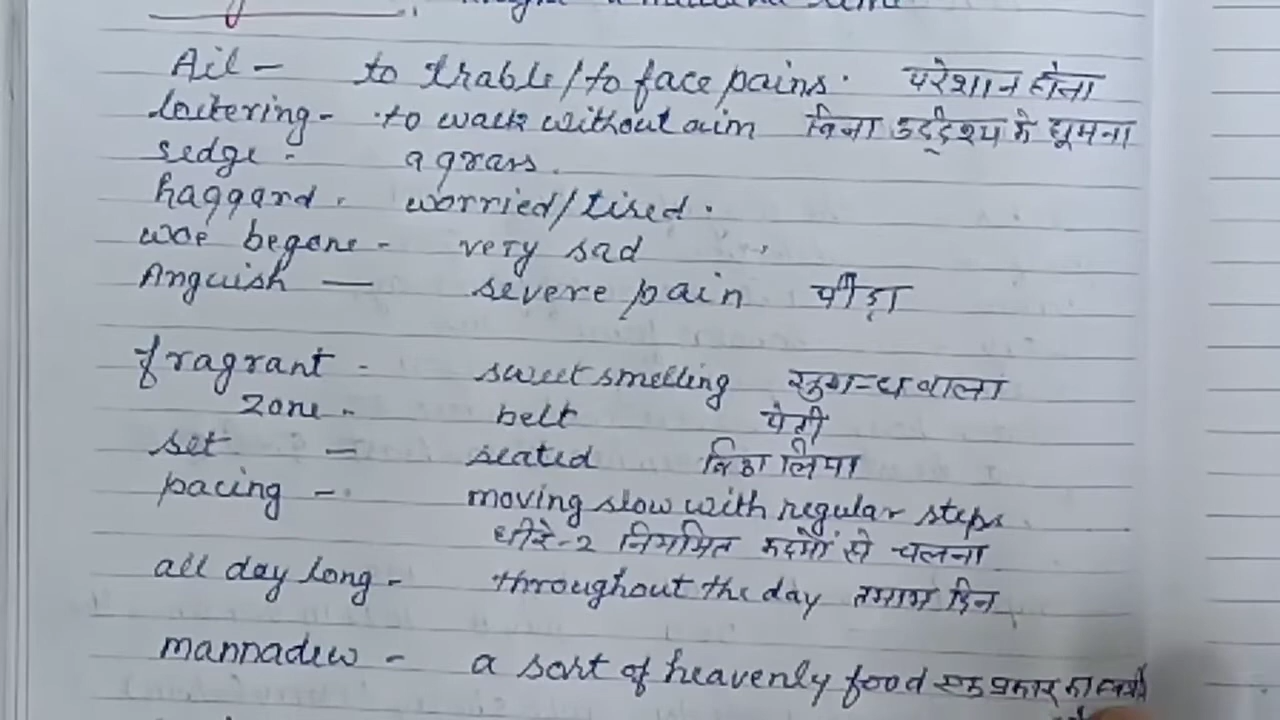 Ail - to trable/to face pains. परेशान होना
loitering - to walk without aim बिना उद्देश्य के घूमना
sedge - a grass.
haggard. worried/tired.
woe begone - very sad
Anguish - severe pain पीड़ा
fragrant - sweet smelling सुगन्धवाला
Zone - belt पेटी
set - seated बिठा लिया
pacing - moving slow with regular steps
धीरे-२ नियमित कदमों से चलना
all day long - throughout the day तमाम दिन
mannadew - a sort of heavenly food एक प्रकार का